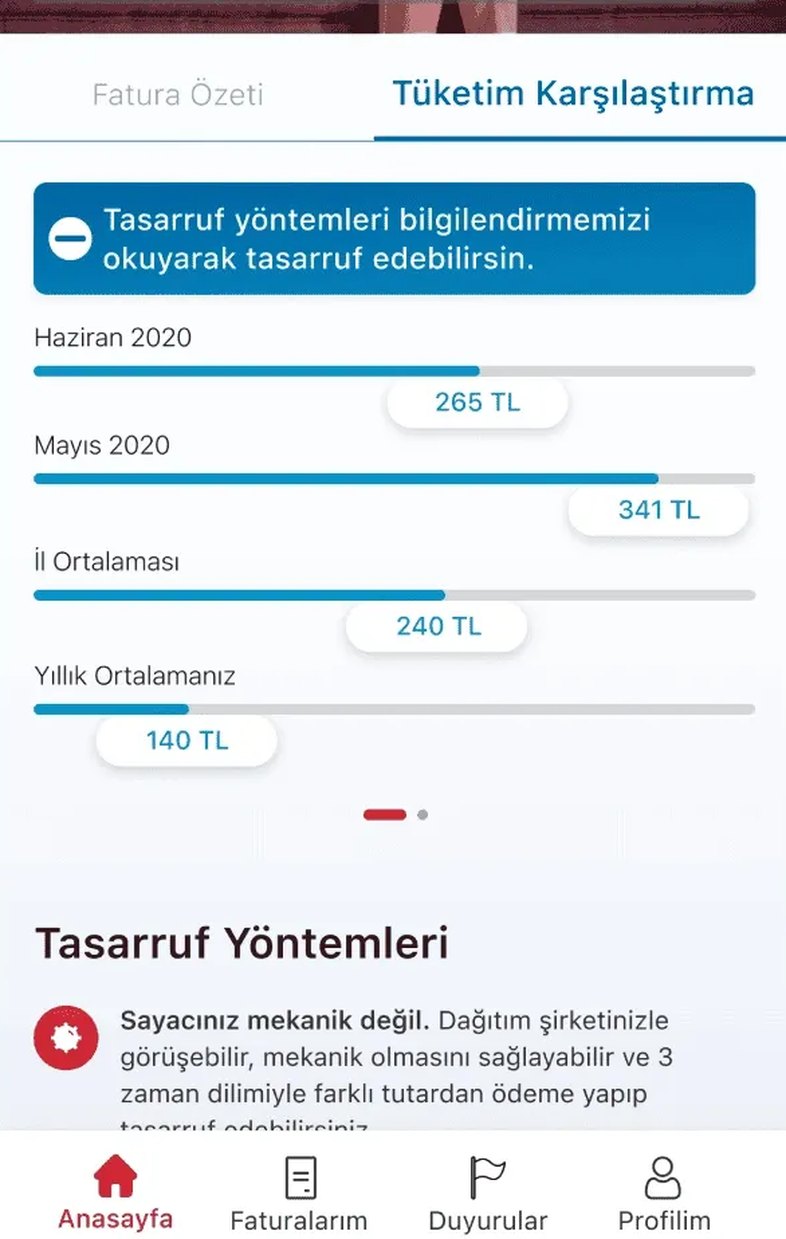 Fatura Özeti
Tüketim Karşılaştırma
Tasarruf yöntemleri bilgilendirmemizi
okuyarak tasarruf edebilirsin.
Haziran 2020
265 TL
Mayıs 2020
341 TL
İl Ortalaması
240 TL
Yıllık Ortalamanız
140 TL
Tasarruf Yöntemleri
Sayacınız mekanik değil. Dağıtım şirketinizle
görüşebilir, mekanik olmasını sağlayabilir ve 3
zaman dilimiyle farklı tutardan ödeme yapıp
tasarruf edebilirsiniz.
Anasayfa
Faturalarım
Duyurular
Profilim